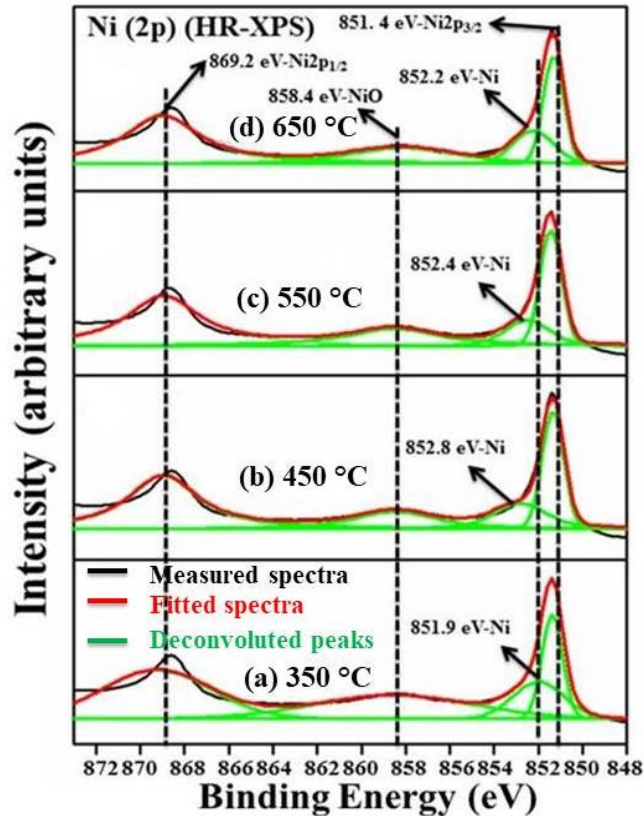 Ni (2p) (HR-XPS)
851. 4 eV-Ni2p3/2
869.2 eV-Ni2p1/2
858.4 eV-NiO
852.2 eV-Ni
(d) 650 °C
852.4 eV-Ni
(c) 550 °C
852.8 eV-Ni
(b) 450 °C
Measured spectra
Fitted spectra
Deconvoluted peaks
851.9 eV-Ni
(a) 350 °C
872 870 868 866 864 862 860 858 856 854 852 850 848
Binding Energy (eV)
Intensity (arbitrary units)